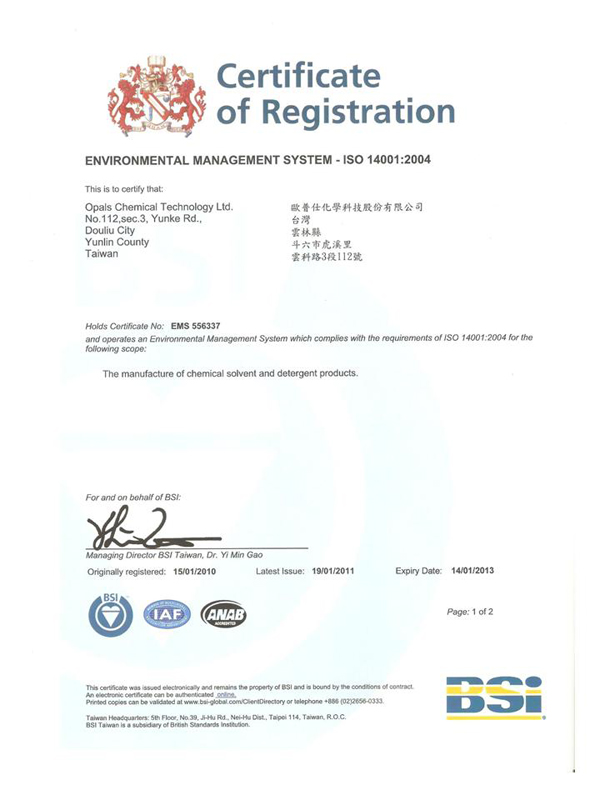 Certificate
of Registration
ENVIRONMENTAL MANAGEMENT SYSTEM - ISO 14001:2004
This is to certify that:
Opals Chemical Technology Ltd.
No.112,sec.3, Yunke Rd.,
Douliu City
Yunlin County
Taiwan
歐普仕化學科技股份有限公司
台灣
雲林縣
斗六市虎溪里
雲科路3段112號
Holds Certificate No: EMS 556337
and operates an Environmental Management System which complies with the requirements of ISO 14001:2004 for the
following scope:
The manufacture of chemical solvent and detergent products.
For and on behalf of BSI:
Managing Director BSI Taiwan, Dr. Yi Min Gao
Originally registered: 15/01/2010 Latest Issue: 19/01/2011 Expiry Date: 14/01/2013
BSI
IAF
ANAB
ACCREDITED
Page: 1 of 2
This certificate was issued electronically and remains the property of BSI and is bound by the conditions of contract.
An electronic certificate can be authenticated online.
Printed copies can be validated at www.bsi-global.com/ClientDirectory or telephone +886 (02)2656-0333.
Taiwan Headquarters: 5th Floor, No.39, Ji-Hu Rd., Nei-Hu Dist., Taipei 114, Taiwan, R.O.C.
BSI Taiwan is a subsidiary of British Standards Institution.
BSi